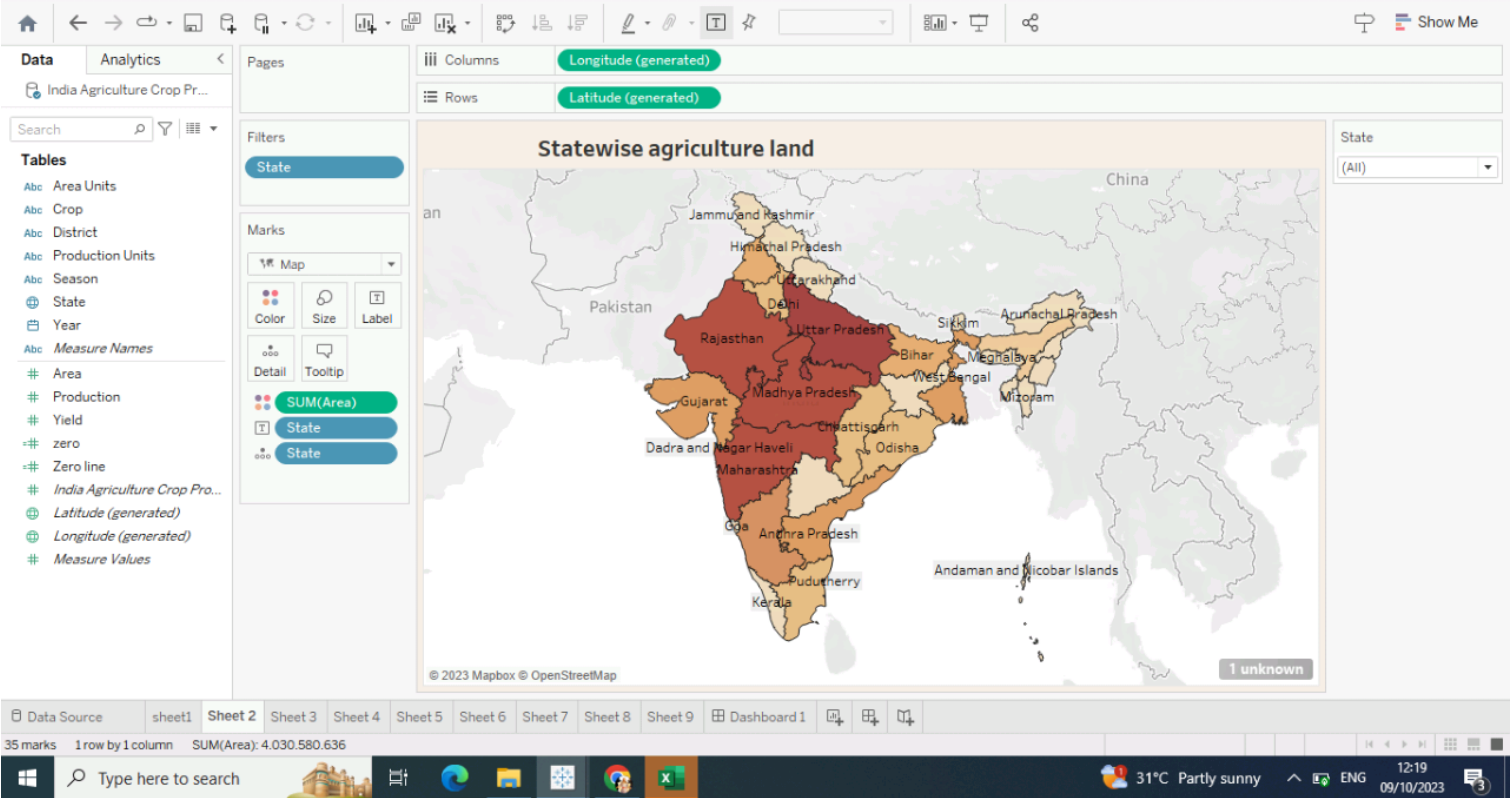 Show Me
Data
Analytics
India Agriculture Crop Pr...
Search
Tables
Abc Area Units
Abc Crop
Abc District
Abc Production Units
Abc Season
State
Year
Abc Measure Names
# Area
# Production
# Yield
=# zero
=# Zero line
# India Agriculture Crop Pro...
Latitude (generated)
Longitude (generated)
# Measure Values
Pages
Filters
State
Marks
Map
Color Size Label
Detail Tooltip
SUM(Area)
State
State
Columns Longitude (generated)
Rows Latitude (generated)
Statewise agriculture land
China
an
Jammu and Kashmir
Himachal Pradesh
Uttarakhand
Pakistan
Delhi
Arunachal Pradesh
Sikkim
Uttar Pradesh
Rajasthan
Bihar
Meghalaya
West Bengal
Madhya Pradesh
Mizoram
Gujarat
Chhattisgarh
Dadra and Nagar Haveli
Odisha
Maharashtra
Goa
Andhra Pradesh
Andaman and Nicobar Islands
Puducherry
Kerala
© 2023 Mapbox © OpenStreetMap
1 unknown
State
(All)
Data Source sheet1 Sheet 2 Sheet 3 Sheet 4 Sheet 5 Sheet 6 Sheet 7 Sheet 8 Sheet 9 Dashboard 1
35 marks 1 row by 1 column SUM(Area): 4.030.580.636
Type here to search
31°C Partly sunny
ENG
12:19
09/10/2023
3